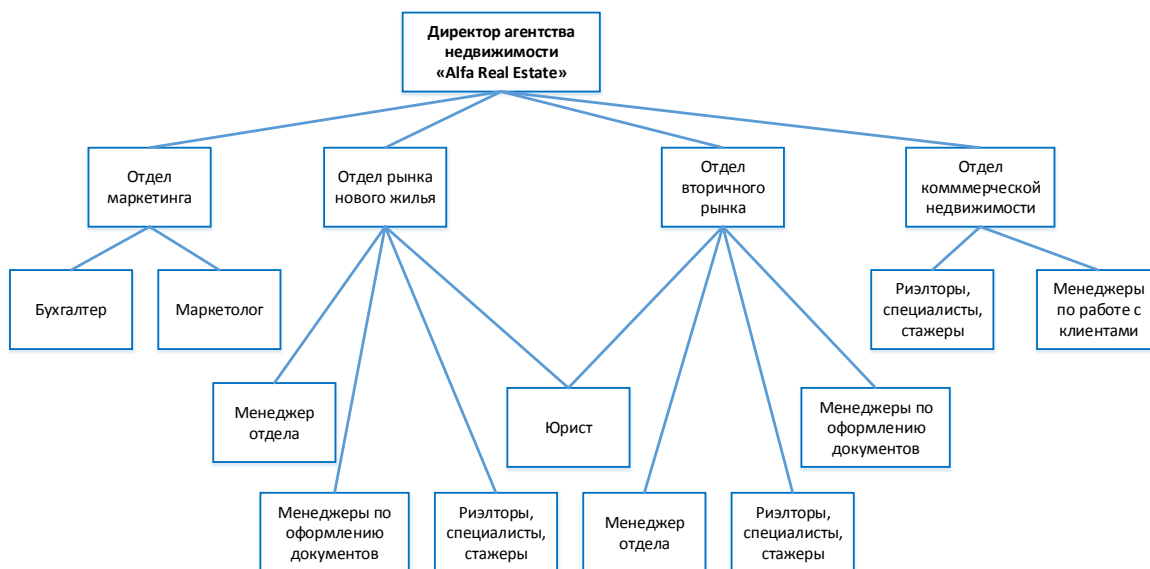 Директор агентства
недвижимости
«Alfa Real Estate»
Отдел
маркетинга
Отдел рынка
нового жилья
Отдел
вторичного
рынка
Отдел
комммерческой
недвижимости
Бухгалтер
Маркетолог
Риэлторы,
специалисты,
стажеры
Менеджеры
по работе с
клиентами
Менеджер
отдела
Юрист
Менеджеры по
оформлению
документов
Менеджеры по
оформлению
документов
Риэлторы,
специалисты,
стажеры
Менеджер
отдела
Риэлторы,
специалисты,
стажеры